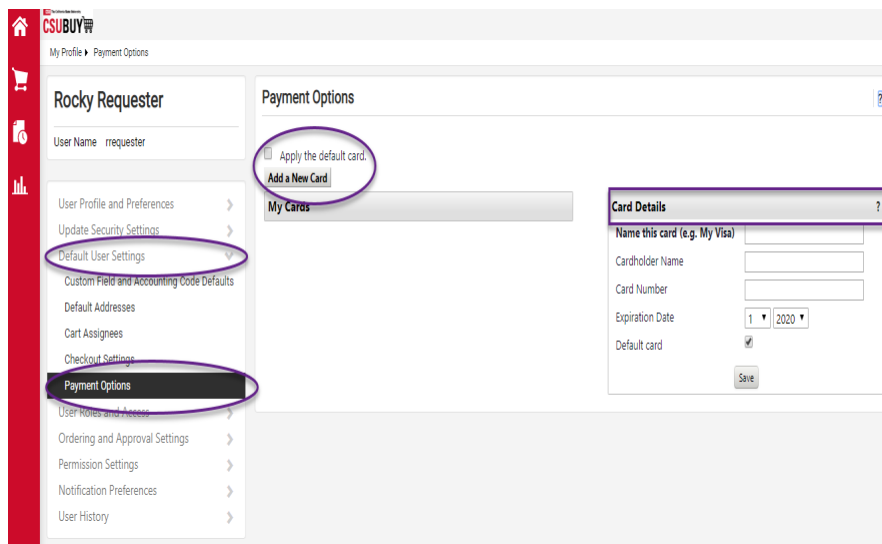 The California State University
CSUBUY
My Profile Payment Options
Rocky Requester
User Name rrequester
User Profile and Preferences
Update Security Settings
Default User Settings
Custom Field and Accounting Code Defaults
Default Addresses
Cart Assignees
Checkout Settings
Payment Options
User Roles and Access
Ordering and Approval Settings
Permission Settings
Notification Preferences
User History
Payment Options
?
Apply the default card.
Add a New Card
My Cards
Card Details ?
Name this card (e.g. My Visa)
Cardholder Name
Card Number
Expiration Date 1 2020
Default card
Save